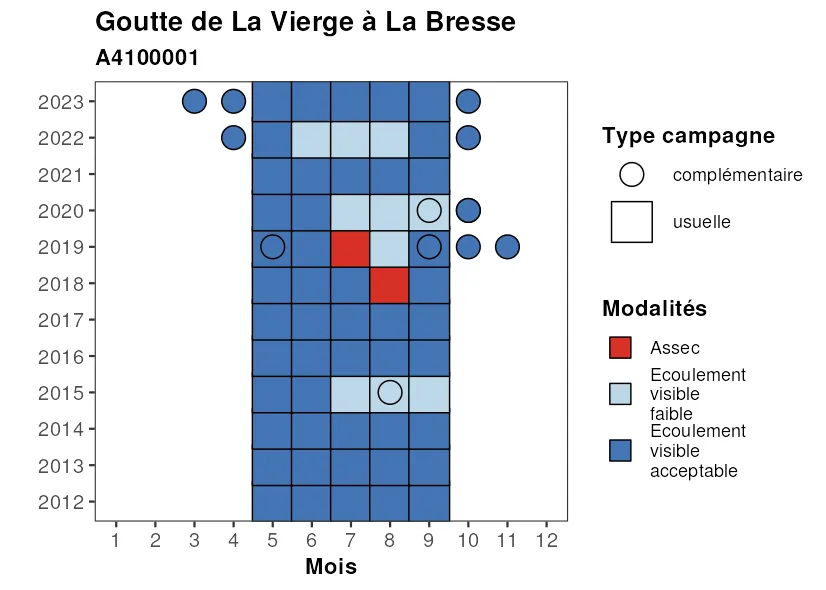 Goutte de La Vierge à La Bresse
A4100001
2023
2022
2021
2020
2019
2018
2017
2016
2015
2014
2013
2012
1 2 3 4 5 6 7 8 9 10 11 12
Mois
Type campagne
complémentaire
usuelle
Modalités
Assec
Ecoulement
visible
faible
Ecoulement
visible
acceptable